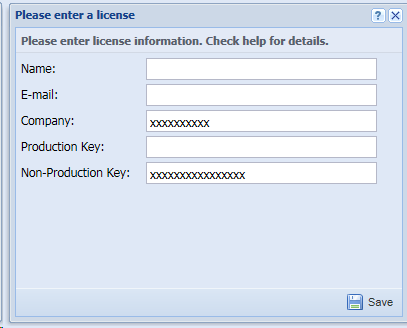 Please enter a license ? X
Please enter license information. Check help for details.
Name:
E-mail:
Company: xxxxxxxxxx
Production Key:
Non-Production Key: xxxxxxxxxxxxxxxx
Save